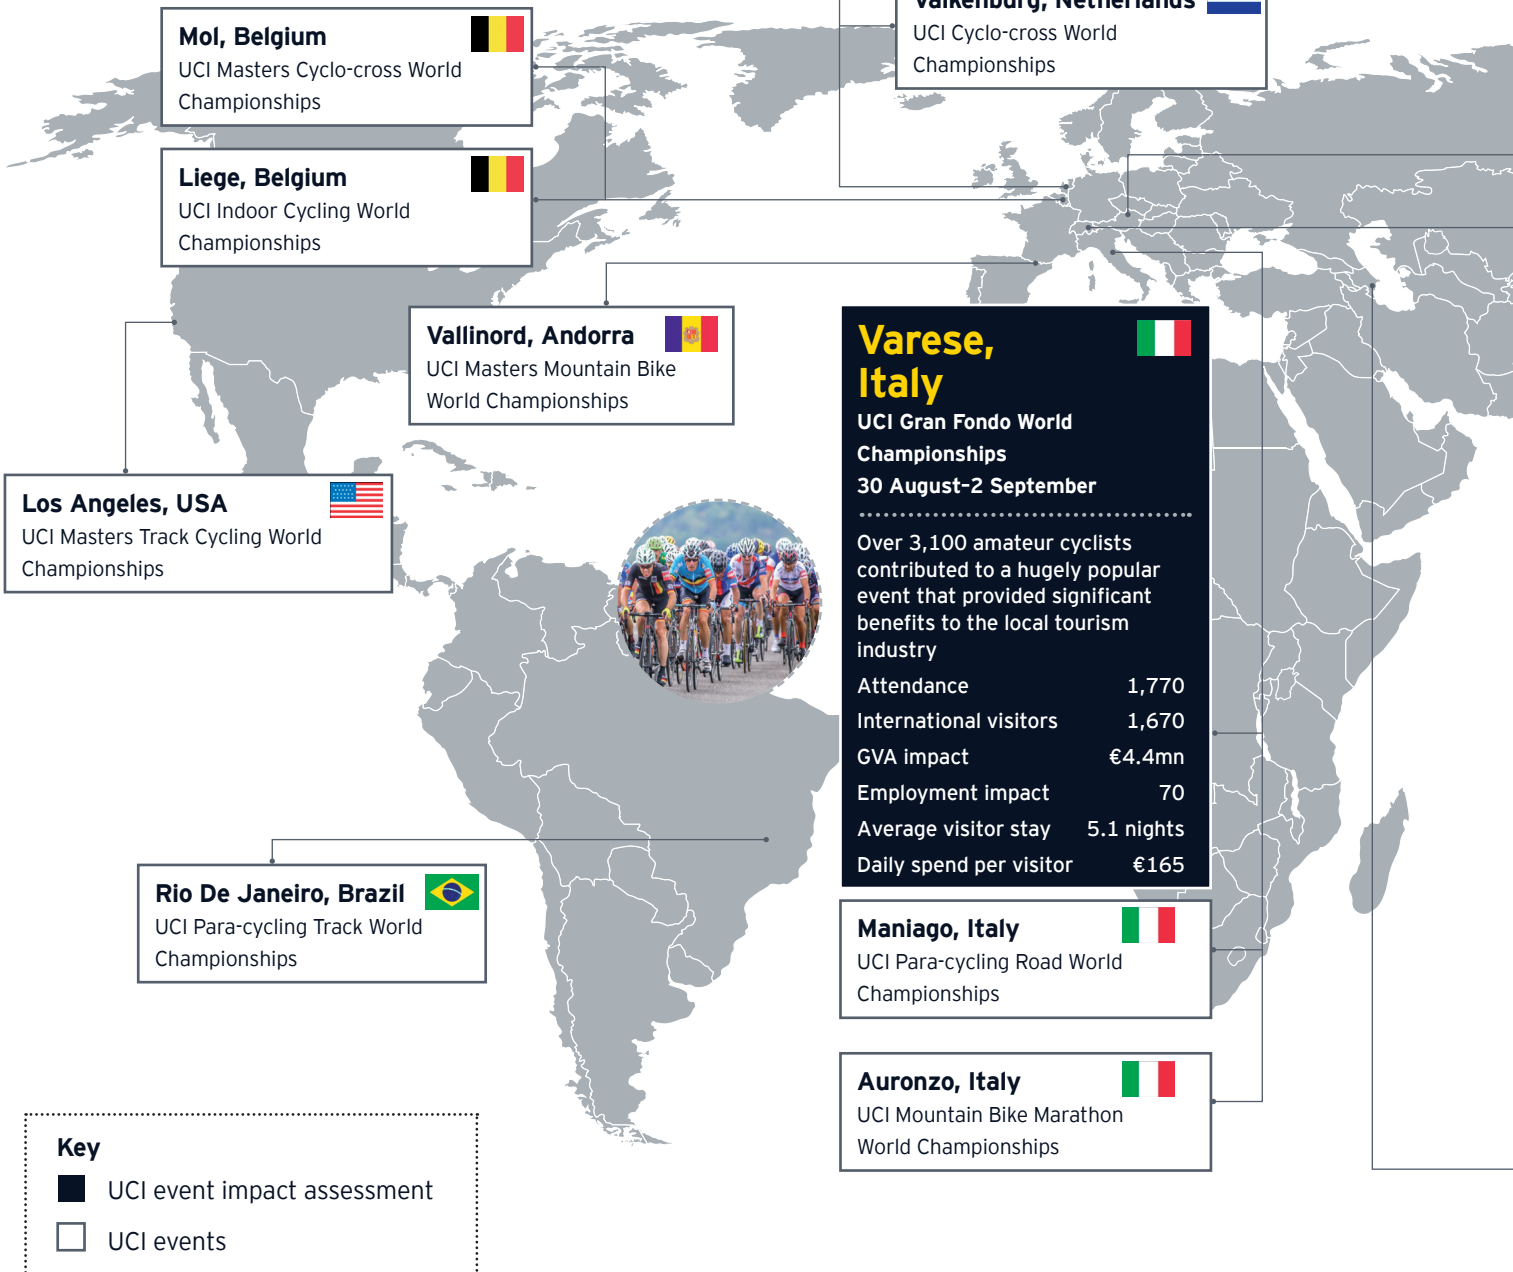 Mol, Belgium
UCI Masters Cyclo-cross World
Championships
Valkenburg, Netherlands
UCI Cyclo-cross World
Championships
Liege, Belgium
UCI Indoor Cycling World
Championships
Vallinord, Andorra
UCI Masters Mountain Bike
World Championships
Los Angeles, USA
UCI Masters Track Cycling World
Championships
Varese,
Italy
UCI Gran Fondo World
Championships
30 August–2 September
Over 3,100 amateur cyclists
contributed to a hugely popular
event that provided significant
benefits to the local tourism
industry
Attendance 1,770
International visitors 1,670
GVA impact €4.4mn
Employment impact 70
Average visitor stay 5.1 nights
Daily spend per visitor €165
Rio De Janeiro, Brazil
UCI Para-cycling Track World
Championships
Maniago, Italy
UCI Para-cycling Road World
Championships
Auronzo, Italy
UCI Mountain Bike Marathon
World Championships
Key
UCI event impact assessment
UCI events